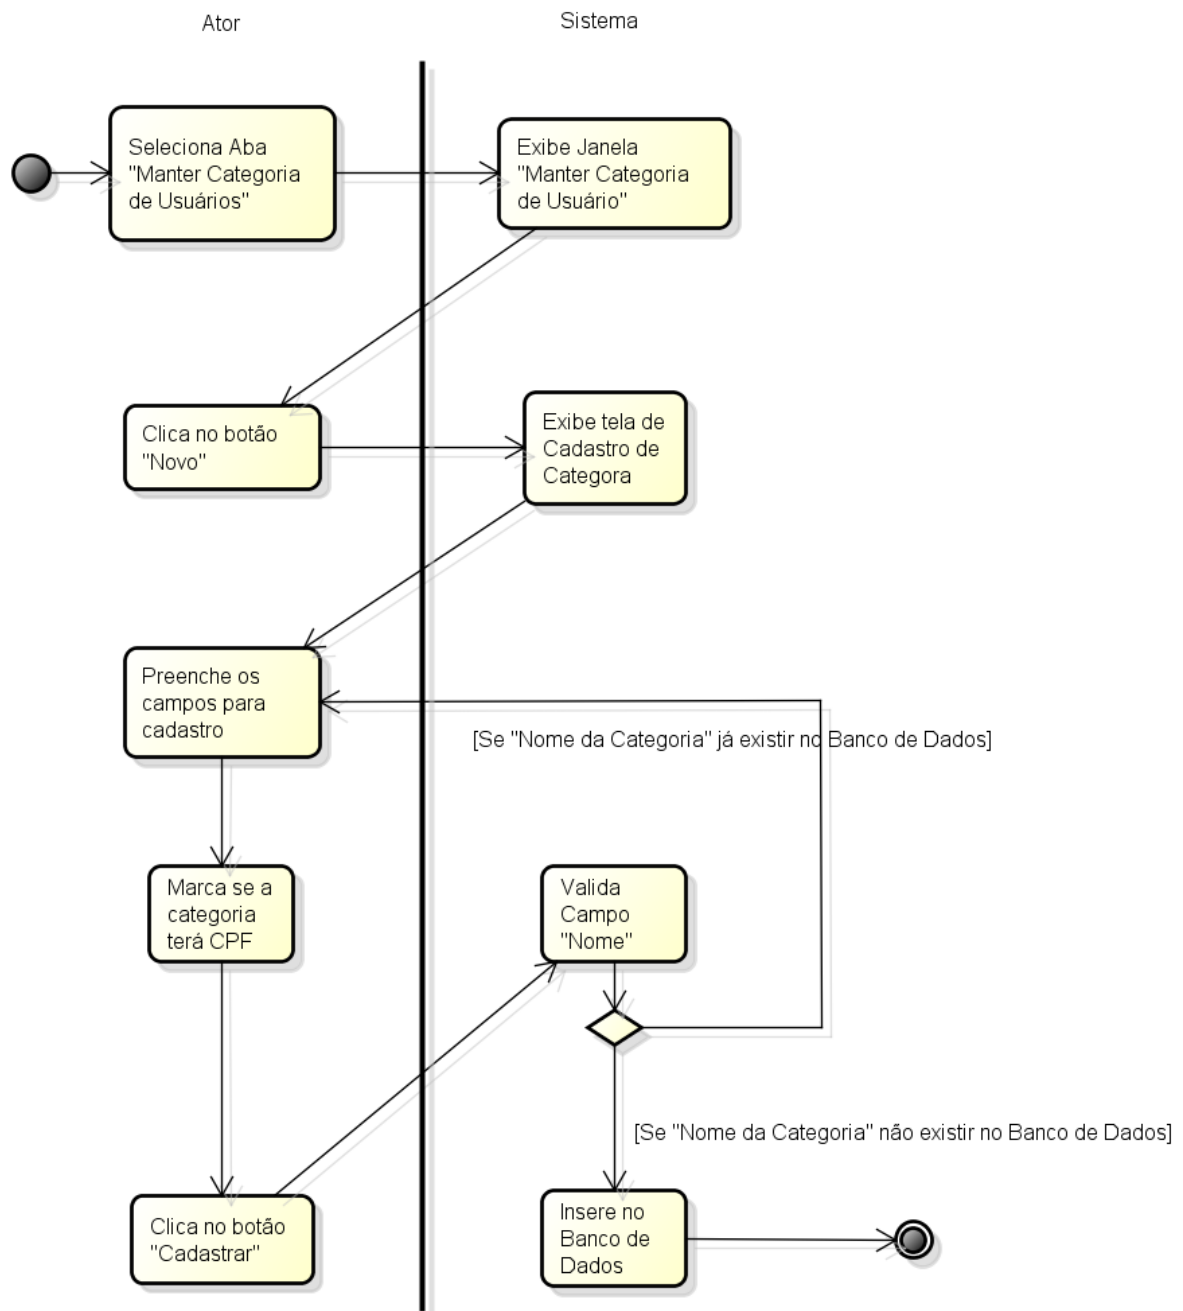 Ator
Sistema
Seleciona Aba
"Manter Categoria
de Usuários"
Exibe Janela
"Manter Categoria
de Usuário"
Clica no botão
"Novo"
Exibe tela de
Cadastro de
Categora
Preenche os
campos para
cadastro
[Se "Nome da Categoria" já existir no Banco de Dados]
Marca se a
categoria
terá CPF
Valida
Campo
"Nome"
[Se "Nome da Categoria" não existir no Banco de Dados]
Clica no botão
"Cadastrar"
Insere no
Banco de
Dados